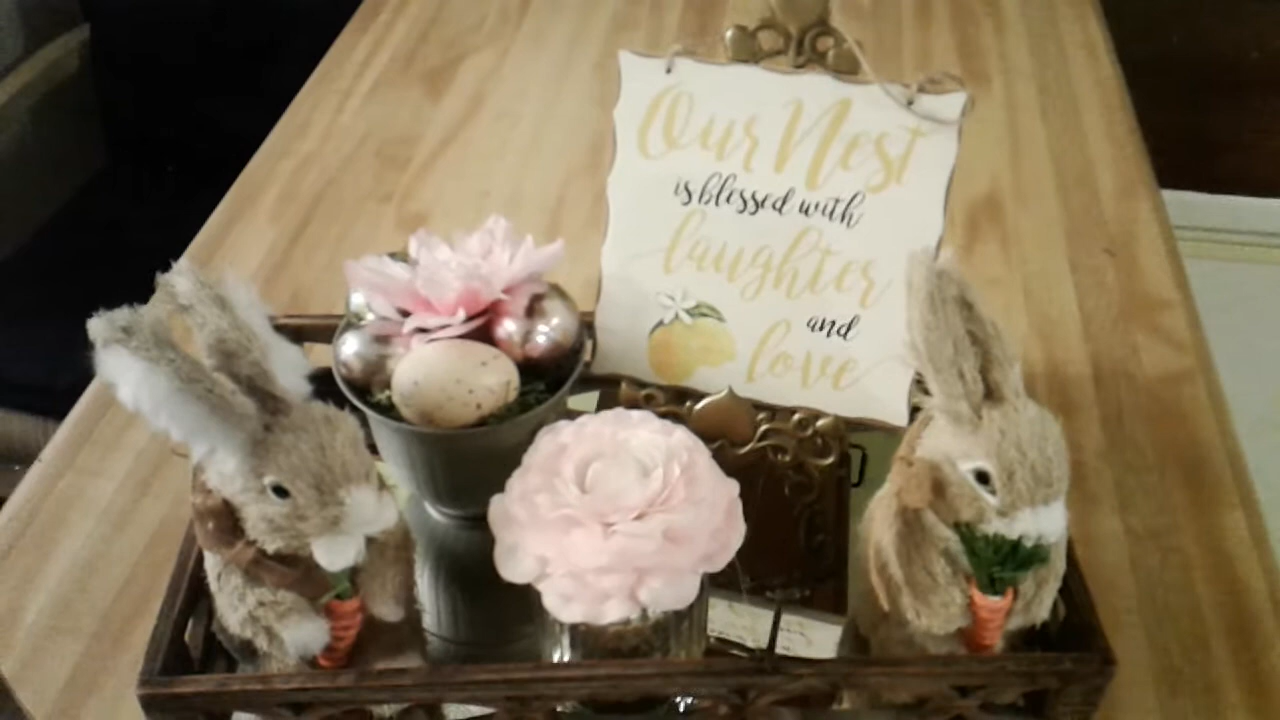 Our Nest
is blessed with
laughter
and
love